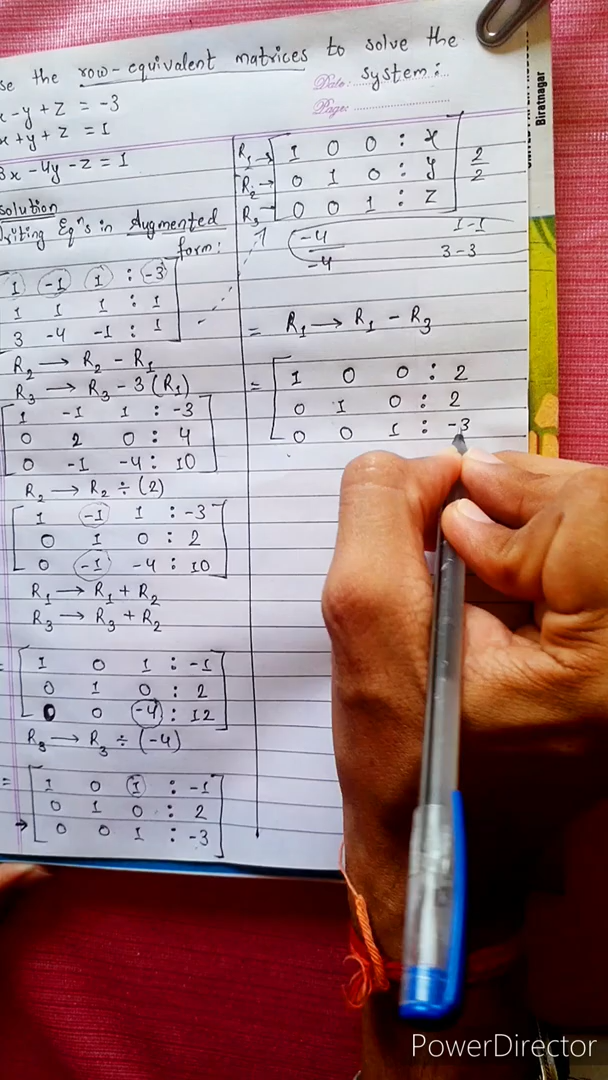 se the row-equivalent matrices to solve the
system:
Date:
Page:
x - y + z = -3
x + y + z = 1
3x - 4y - z = 1
solution
Writing Eqⁿs in Augmented
form:
1 -1 1 : -3
1 1 1 : 1
3 -4 -1 : 1
R₂ → R₂ - R₁
R₃ → R₃ - 3(R₁)
1 -1 1 : -3
0 2 0 : 4
0 -1 -4 : 10
R₂ → R₂ ÷ (2)
1 -1 1 : -3
0 1 0 : 2
0 -1 -4 : 10
R₁ → R₁ + R₂
R₃ → R₃ + R₂
= 1 0 1 : -1
0 1 0 : 2
0 0 -4 : 12
R₃ → R₃ ÷ (-4)
= 1 0 1 : -1
0 1 0 : 2
→ 0 0 1 : -3
R₁ → 1 0 0 : x 2
R₂ → 0 1 0 : y 2
R₃ → 0 0 1 : z
-4 1-1
-4 3-3
= R₁ → R₁ - R₃
= 1 0 0 : 2
0 1 0 : 2
0 0 1 : -3
Biratnagar
PowerDirector